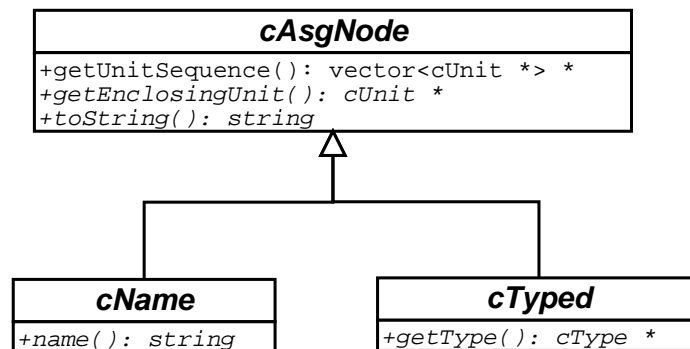 cAsgNode
+getUnitSequence(): vector<cUnit *> *
+getEnclosingUnit(): cUnit *
+toString(): string
cName
+name(): string
cTyped
+getType(): cType *